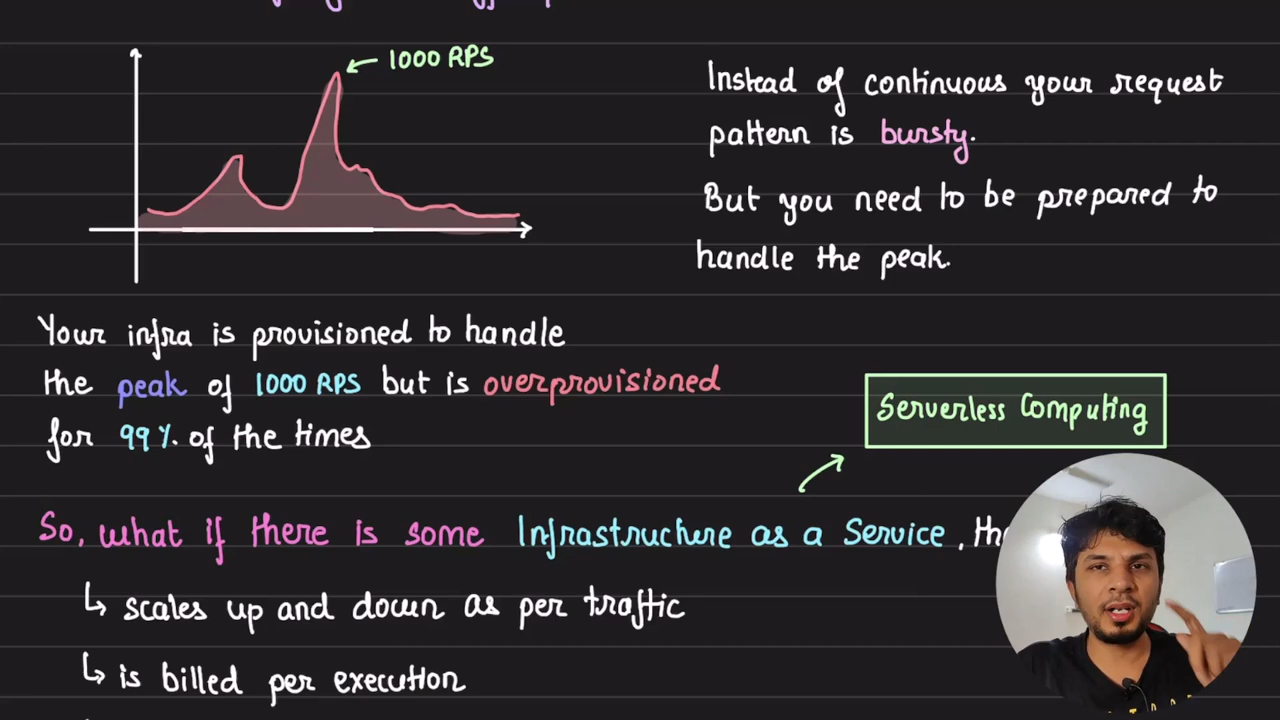 1000 RPS
Instead of continuous your request
pattern is bursty.
But you need to be prepared to
handle the peak.
Your infra is provisioned to handle
the peak of 1000 RPS but is overprovisioned
for 99%. of the times
Serverless Computing
So, what if there is some Infrastructure as a Service, 
↳ scales up and down as per traffic
↳ is billed per execution